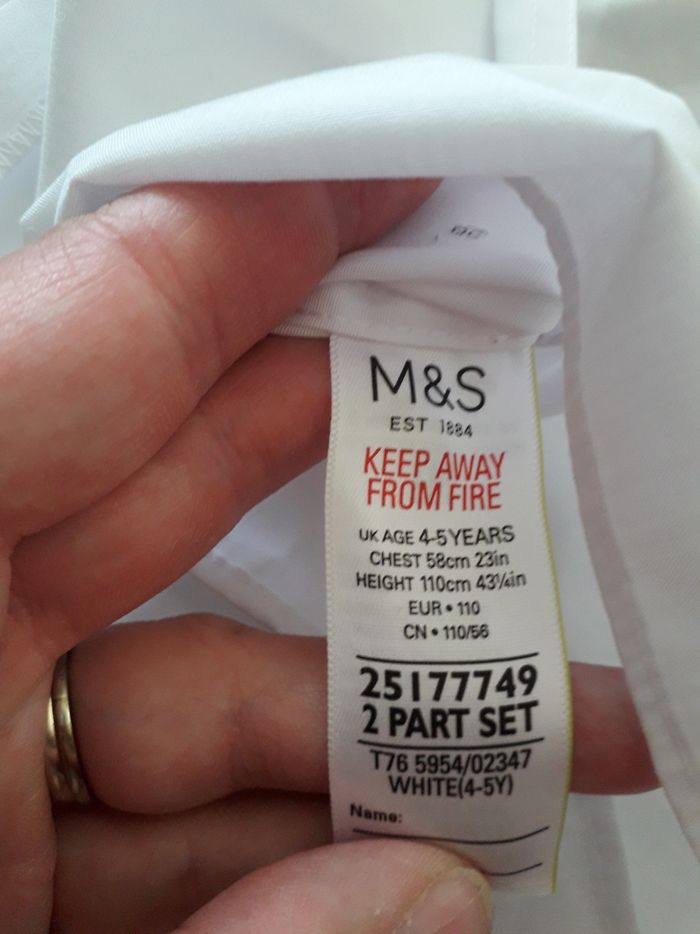 M&S
EST 1884
KEEP AWAY
FROM FIRE
UK AGE 4-5 YEARS
CHEST 58cm 23in
HEIGHT 110cm 43¼in
EUR • 110
CN • 110/56
25177749
2 PART SET
T76 5954/02347
WHITE(4-5Y)
Name: